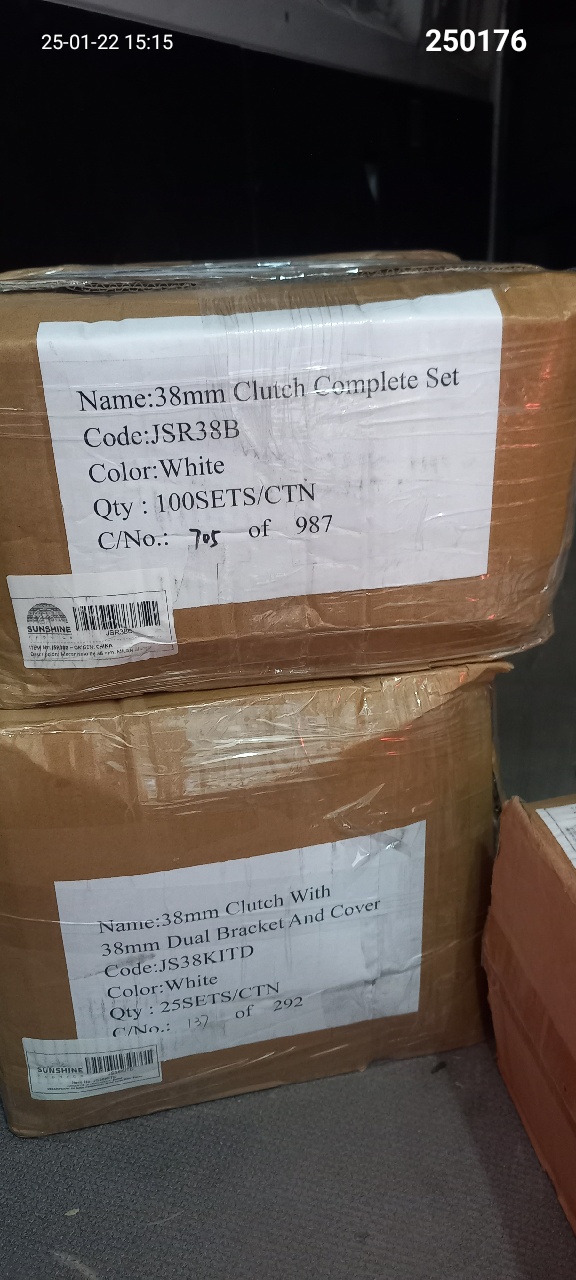 25-01-22 15:15
250176
Name:38mm Clutch Complete Set
Code:JSR38B
Color:White
Qty : 100SETS/CTN
C/No.: 705 of 987
SUNSHINE
JSR38B
Name:38mm Clutch With
38mm Dual Bracket And Cover
Code:JS38KITD
Color:White
Qty : 25SETS/CTN
C/No.: 137 of 292
SUNSHINE